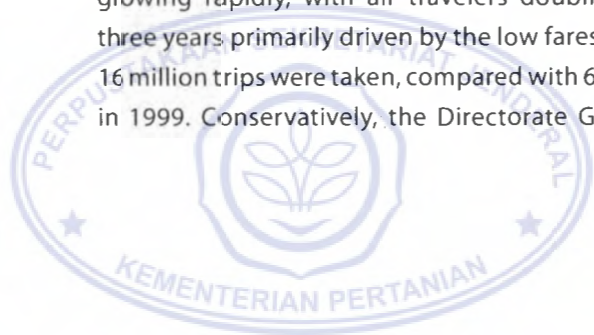 growing rapidly, with air travelers doubli
three years primarily driven by the low fares
16 million trips were taken, compared with 6
in 1999. Conservatively, the Directorate G
PERPUSTAKAAN SEKRETARIAT JENDERAL
KEMENTERIAN PERTANIAN